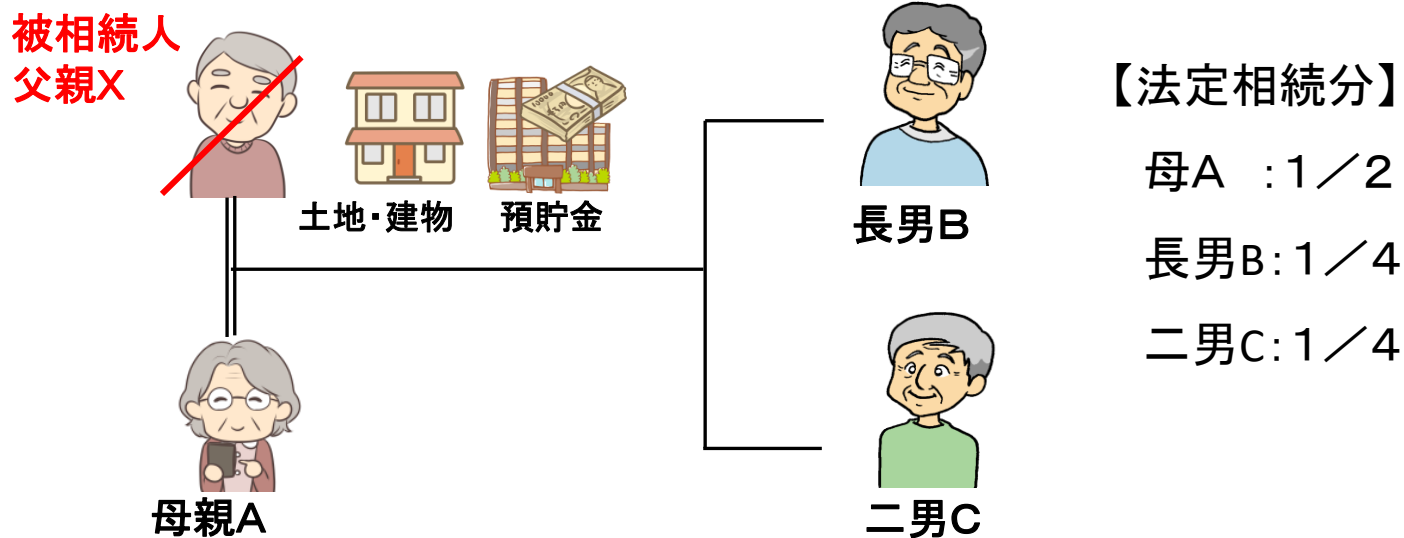 被相続人
父親X
土地・建物
預貯金
母親A
長男B
二男C
【法定相続分】
母A　:1／2
長男B:1／4
二男C:1／4